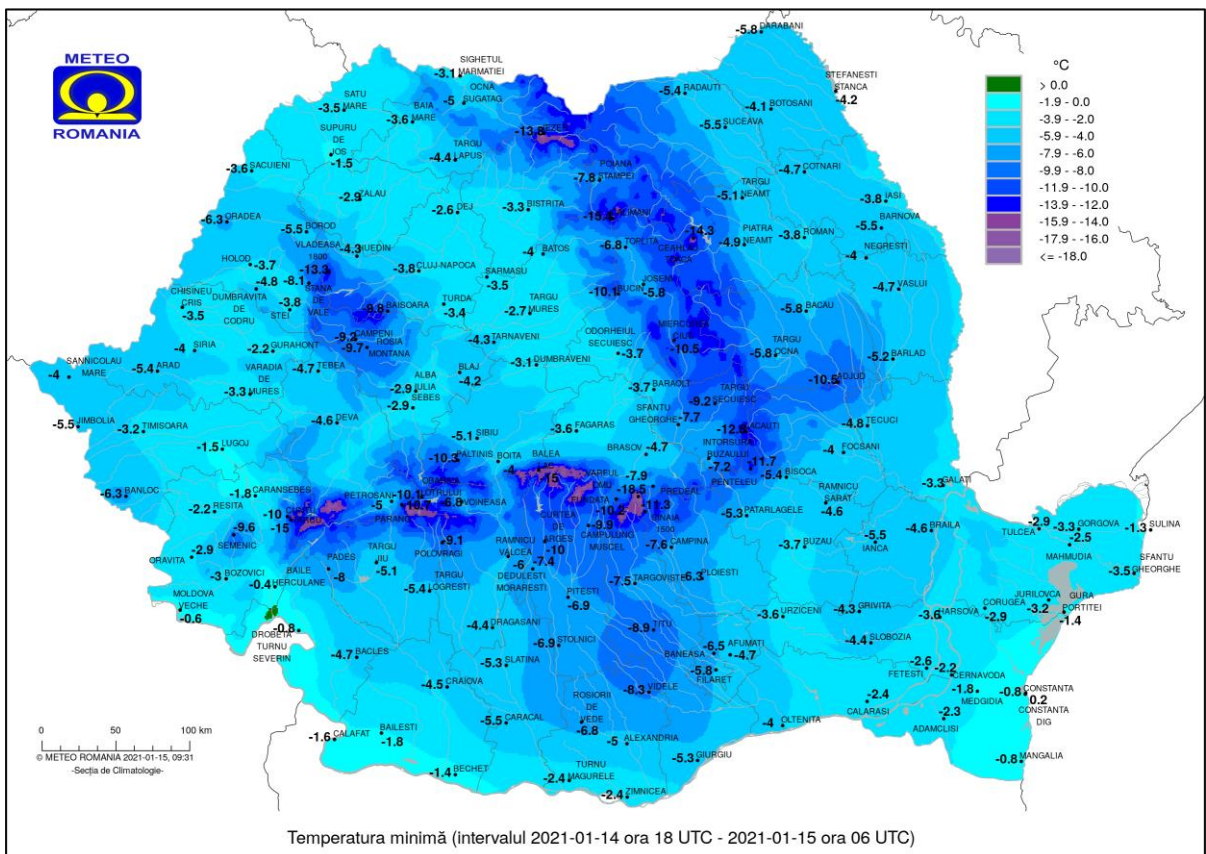 METEO
ROMANIA
°C
> 0.0
-1.9 - 0.0
-3.9 - -2.0
-5.9 - -4.0
-7.9 - -6.0
-9.9 - -8.0
-11.9 - -10.0
-13.9 - -12.0
-15.9 - -14.0
-17.9 - -16.0
<= -18.0
-5.8 DARABANI
SIGHETUL
-3.1 MARMATIEI
OCNA
-5 SUGATAG
STEFANESTI
STANCA
-4.2
-5.4 RADAUTI
-4.1 BOTOSANI
-5.5 SUCEAVA
SATU
-3.5 MARE
BAIA
-3.6 MARE
-13.8
SUPURU
DE
JOS
-1.5
TARGU
-4.4 LAPUS
-3.6 SACUIENI
POIANA
-7.8 STAMPEI
-4.7 COTNARI
-2.9 ZALAU
TARGU
-5.1 NEAMT
-3.8 IASI
-6.3 ORADEA
-2.6 DEJ
-3.3 BISTRITA
BARNOVA
-5.5
-5.5 BOROD
-14.3
PIATRA
-4.9 NEAMT
-3.8 ROMAN
VLADEASA
1800
-13.3
-4.3 HUEDIN
-4 BATOS
-6.8 TOPLITA
CEAHLAU
TOACA
NEGRESTI
-4
HOLOD
-3.7
-3.8 CLUJ-NAPOCA
SARMASU
-3.5
-4.8
DUMBRAVITA
DE
CODRU
-8.1
STANA
DE
VALE
JOSENI
-5.8
-10.1 BUCIN
-4.7 VASLUI
CHISINEU
CRIS
-3.5
-3.8
STEI
-9.8 BAISOARA
TURDA
-3.4
TARGU
-2.7 MURES
-5.8 BACAU
-9.2 CAMPENI
-9.7 ROSIA
MONTANA
-4.3 TARNAVENI
ODORHEIUL
SECUIESC
-3.7
MIERCUREA
CIUC
-10.5
-4 SIRIA
-2.2 GURAHONT
TARGU
-5.8 OCNA
-5.2 BARLAD
SANNICOLAU
MARE
-4
-5.4 ARAD
-4.7 TEBEA
-3.1 DUMBRAVENI
BLAJ
-4.2
VARADIA
DE
-3.3 MURES
ALBA
-2.9 IULIA
SEBES
-2.9
-3.7 BARAOLT
-10.5 ADJUD
TARGU
-9.2 SECUIESC
-5.5 JIMBOLIA
-3.2 TIMISOARA
-4.6 DEVA
SFANTU
GHEORGHE
-7.7
-4.8 TECUCI
-5.1 SIBIU
-3.6 FAGARAS
-1.5 LUGOJ
BRASOV -4.7
INTORSURA
BUZAULUI
-7.2
-4 FOCSANI
-10.3 PALTINIS
BOITA
-4
BALEA
-15
-11.7
PENTELEU
BISOCA
-5.4
-6.3 BANLOC
-1.8 CARANSEBES
-3.3 GALATI
-2.2 RESITA
-10 CUNTU
-15
PETROSANI
-5
-10.1
OBARSIA
LOTRULUI
-10.7
PARANG
-6.8 VOINEASA
VARFUL
OMU
-18.5
-7.9
PREDEAL
FUNDATA
-10.2
-11.3
SINAIA
1500
RAMNICU
SARAT
-4.6
-5.3 PATARLAGELE
-9.6
SEMENIC
CURTEA
DE
ARGES
-10
-9.9
CAMPULUNG
MUSCEL
-4.6 BRAILA
-2.9
TULCEA
-3.3 GORGOVA
-2.5
MAHMUDIA
-1.3 SULINA
-2.9
ORAVITA
-9.1
POLOVRAGI
-7.6 CAMPINA
-3.7 BUZAU
-5.5
IANCA
RAMNICU
VALCEA
-6
-7.4
DEDULESTI
MORARESTI
PADES
-8
TARGU
JIU
-5.1
SFANTU
-3.5 GHEORGHE
-3 BOZOVICI
BAILE
-0.4 HERCULANE
TARGU
-5.4 LOGRESTI
-7.5 TARGOVISTE
-6.3 PLOIESTI
JURILOVCA
-3.2
GURA
PORTITEI
-1.4
MOLDOVA
VECHE
-0.6
PITESTI
-6.9
-3.6 URZICENI
-4.3 GRIVITA
-3.6 HARSOVA
CORUGEA
-2.9
-0.8
DROBETA
TURNU
SEVERIN
-4.4 DRAGASANI
-8.9 TITU
-4.4 SLOBOZIA
-6.9 STOLNICI
-6.5 AFUMATI
BANEASA -4.7
-5.8
FILARET
-4.7 BACLES
-5.3 SLATINA
-2.6
FETESTI
-2.2
CERNAVODA
-4.5 CRAIOVA
ROSIORII
DE
VEDE
-6.8
-8.3 VIDELE
-2.4
CALARASI
-1.8
MEDGIDIA
-0.8 CONSTANTA
0.2
CONSTANTA
DIG
-5.5 CARACAL
-2.3
ADAMCLISI
-4 OLTENITA
-1.6 CALAFAT
BAILESTI
-1.8
-5 ALEXANDRIA
-5.3 GIURGIU
-0.8 MANGALIA
-1.4 BECHET
TURNU
-2.4 MAGURELE
-2.4 ZIMNICEA
0 50 100 km
© METEO ROMANIA 2021-01-15, 09:31
-Secția de Climatologie-
Temperatura minimă (intervalul 2021-01-14 ora 18 UTC - 2021-01-15 ora 06 UTC)